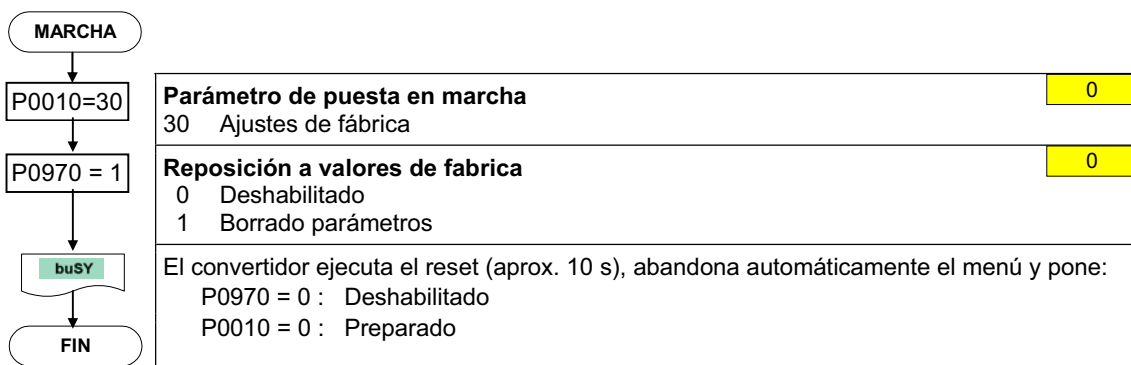 MARCHA
P0010=30
Parámetro de puesta en marcha 0
30 Ajustes de fábrica
P0970 = 1
Reposición a valores de fabrica 0
0 Deshabilitado
1 Borrado parámetros
buSY
El convertidor ejecuta el reset (aprox. 10 s), abandona automáticamente el menú y pone:
P0970 = 0 : Deshabilitado
P0010 = 0 : Preparado
FIN